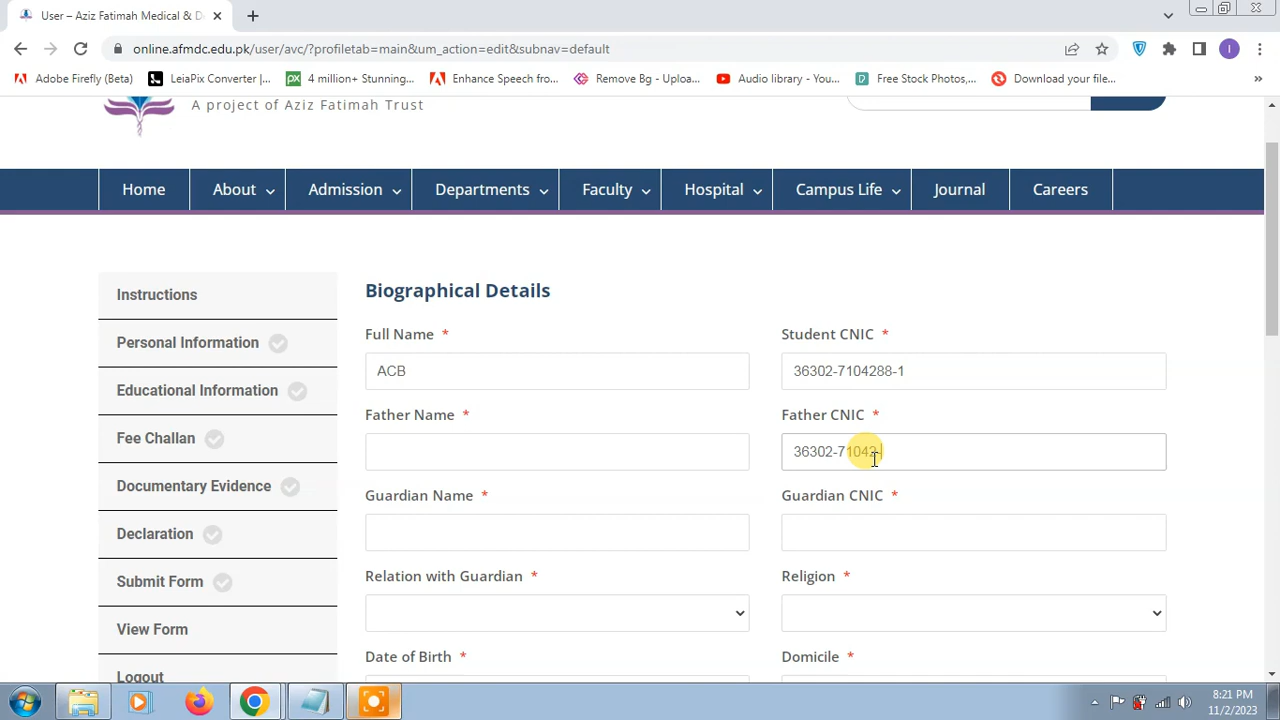 User – Aziz Fatimah Medical & D
online.afmdc.edu.pk/user/avc/?profiletab=main&um_action=edit&subnav=default
I
Adobe Firefly (Beta)
LeiaPix Converter |...
PX
4 million+ Stunning...
Enhance Speech fro...
Remove Bg - Uploa...
Audio library - You...
Free Stock Photos,...
Download your file...
»
A project of Aziz Fatimah Trust
Home
About
Admission
Departments
Faculty
Hospital
Campus Life
Journal
Careers
Instructions
Personal Information
Educational Information
Fee Challan
Documentary Evidence
Declaration
Submit Form
View Form
Logout
Biographical Details
Full Name *
Student CNIC *
ACB
36302-7104288-1
Father Name *
Father CNIC *
36302-71042
Guardian Name *
Guardian CNIC *
Relation with Guardian *
Religion *
Date of Birth *
Domicile *
8:21 PM
11/2/2023